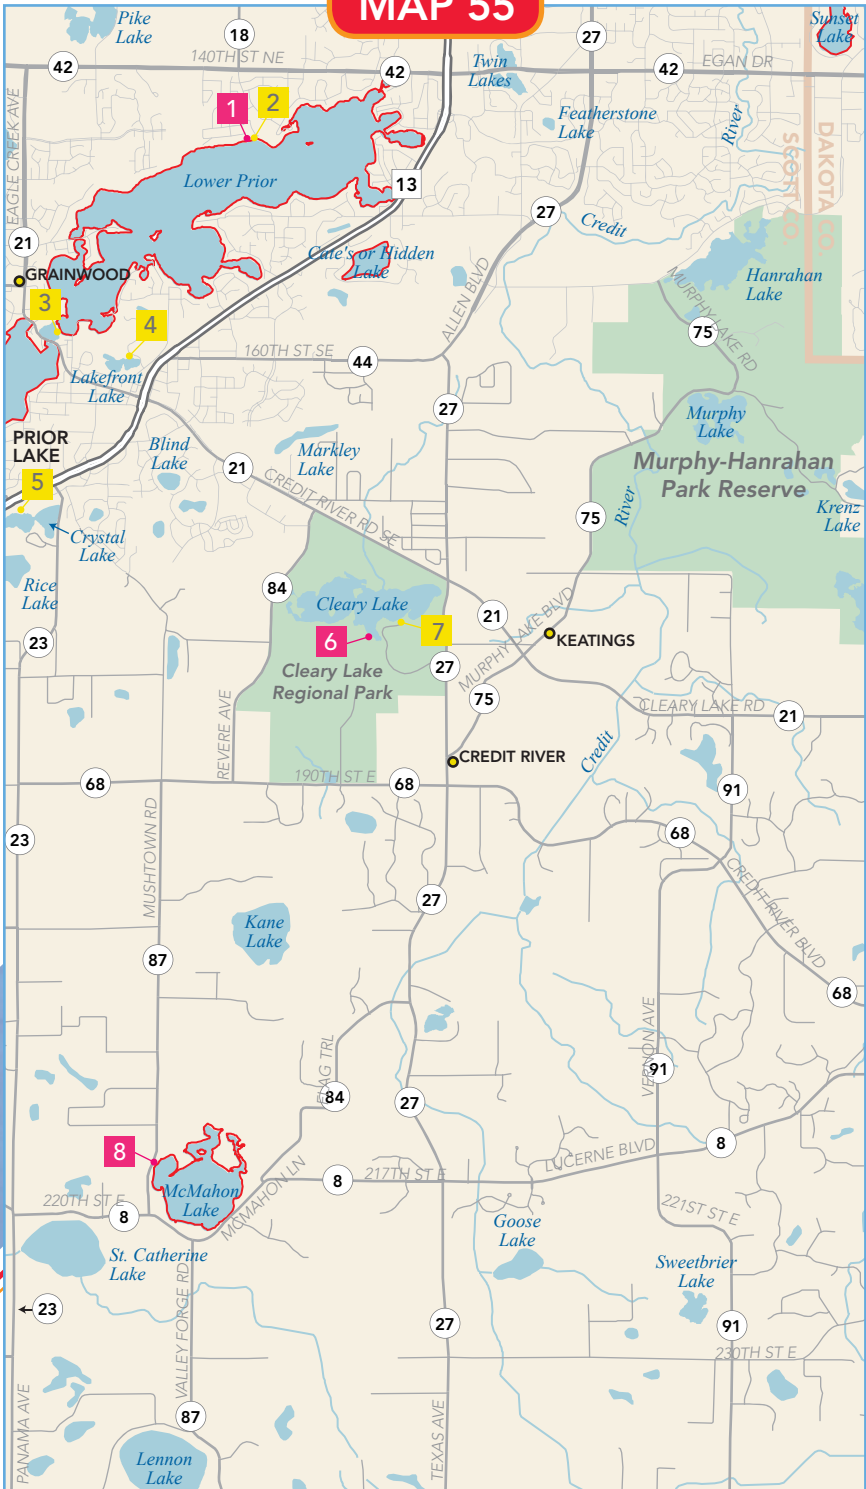 MAP 55
Pike
Lake
18
140TH ST NE
42
42
Twin
Lakes
27
42
EGAN DR
Sunset
Lake
EAGLE CREEK AVE
1
2
Featherstone
Lake
River
DAKOTA CO.
SCOTT CO.
Lower Prior
13
27
Credit
21
GRAINWOOD
Cate's or Hidden
Lake
ALLEN BLVD
Hanrahan
Lake
MURPHY LAKE RD
75
3
4
160TH ST SE
44
Lakefront
Lake
27
Murphy
Lake
PRIOR
LAKE
Blind
Lake
Markley
Lake
21
Murphy-Hanrahan
Park Reserve
5
CREDIT RIVER RD SE
River
75
Krenz
Lake
Crystal
Lake
Rice
Lake
84
Cleary Lake
21
MURPHY LAKE BLVD
23
6
7
KEATINGS
27
Cleary Lake
Regional Park
75
CLEARY LAKE RD
21
REVERE AVE
Credit
CREDIT RIVER
68
190TH ST E
68
91
23
MUSHTOWN RD
68
CREDIT RIVER BLVD
27
Kane
Lake
87
68
VERNON AVE
91
FLAG TRL
84
27
8
8
LUCERNE BLVD
217TH ST E
8
McMahon
Lake
MCMAHON LN
220TH ST E
8
221ST ST E
Goose
Lake
St. Catherine
Lake
Sweetbrier
Lake
23
VALLEY FORGE RD
27
91
230TH ST E
PANAMA AVE
87
TEXAS AVE
Lennon
Lake